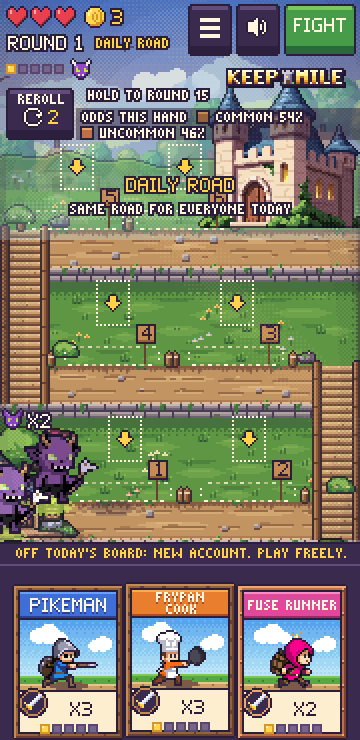 3
FIGHT
ROUND 1 DAILY ROAD
KEEP MILE
HOLD TO ROUND 15
REROLL
2
ODDS THIS HAND COMMON 54%
UNCOMMON 46%
DAILY ROAD
SAME ROAD FOR EVERYONE TODAY
4
3
X2
1
2
OFF TODAY'S BOARD: NEW ACCOUNT. PLAY FREELY.
PIKEMAN
FRYPAN
COOK
FUSE RUNNER
X3
X3
X2